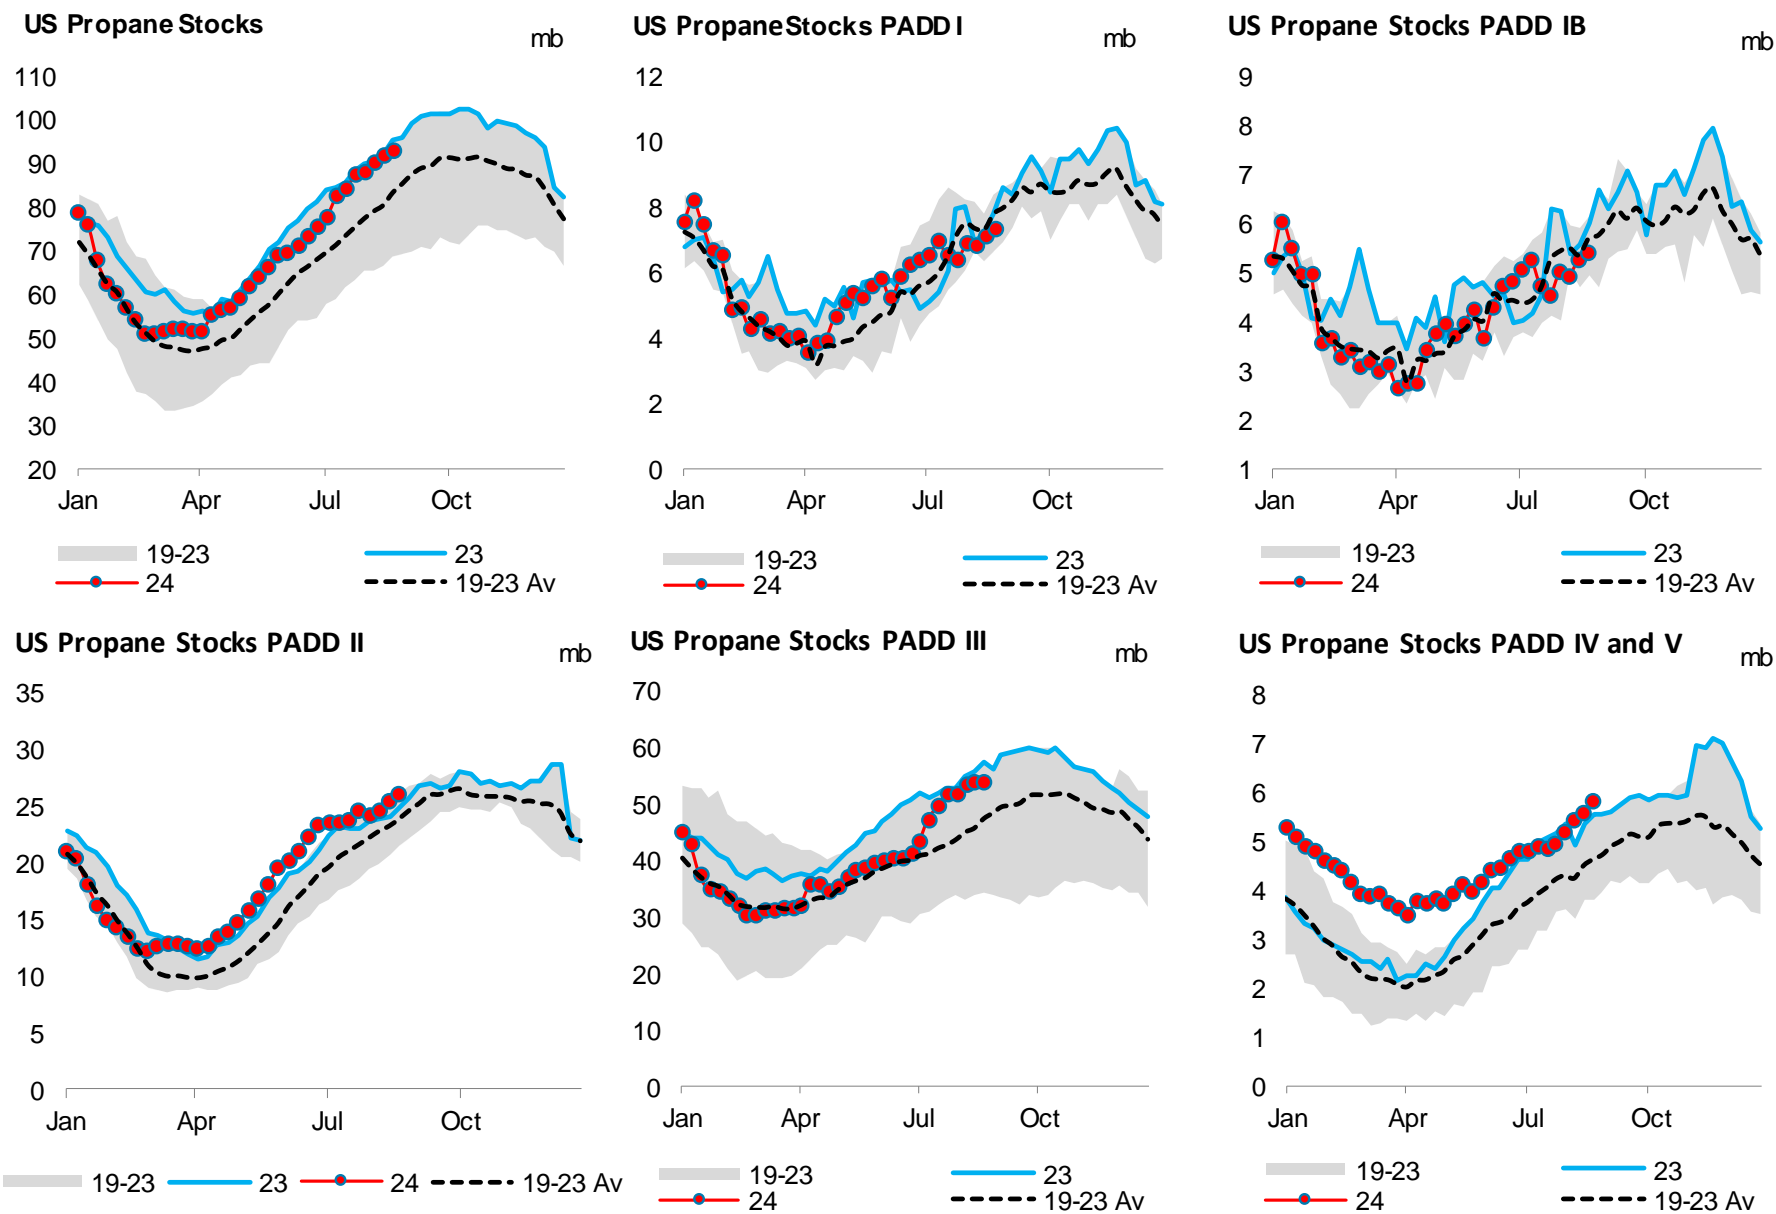 US Propane Stocks
mb
110
100
90
80
70
60
50
40
30
20
Jan Apr Jul Oct
19-23 23
24 19-23 Av
US Propane Stocks PADD I
mb
12
10
8
6
4
2
0
Jan Apr Jul Oct
19-23 23
24 19-23 Av
US Propane Stocks PADD IB
mb
9
8
7
6
5
4
3
2
1
Jan Apr Jul Oct
19-23 23
24 19-23 Av
US Propane Stocks PADD II
mb
35
30
25
20
15
10
5
0
Jan Apr Jul Oct
19-23 23 24 19-23 Av
US Propane Stocks PADD III
mb
70
60
50
40
30
20
10
0
Jan Apr Jul Oct
19-23 23
24 19-23 Av
US Propane Stocks PADD IV and V
mb
8
7
6
5
4
3
2
1
0
Jan Apr Jul Oct
19-23 23
24 19-23 Av